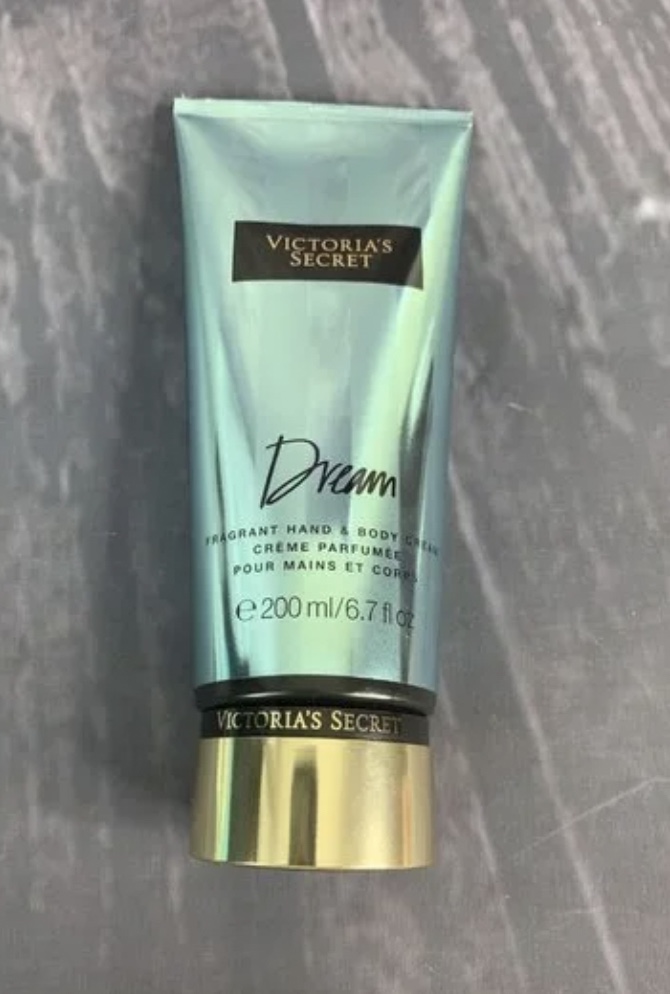 VICTORIA'S
SECRET
Dream
FRAGRANT HAND & BODY CREAM
CRÈME PARFUMÉE
POUR MAINS ET CORPS
℮ 200 ml/6.7 fl oz
VICTORIA'S SECRET